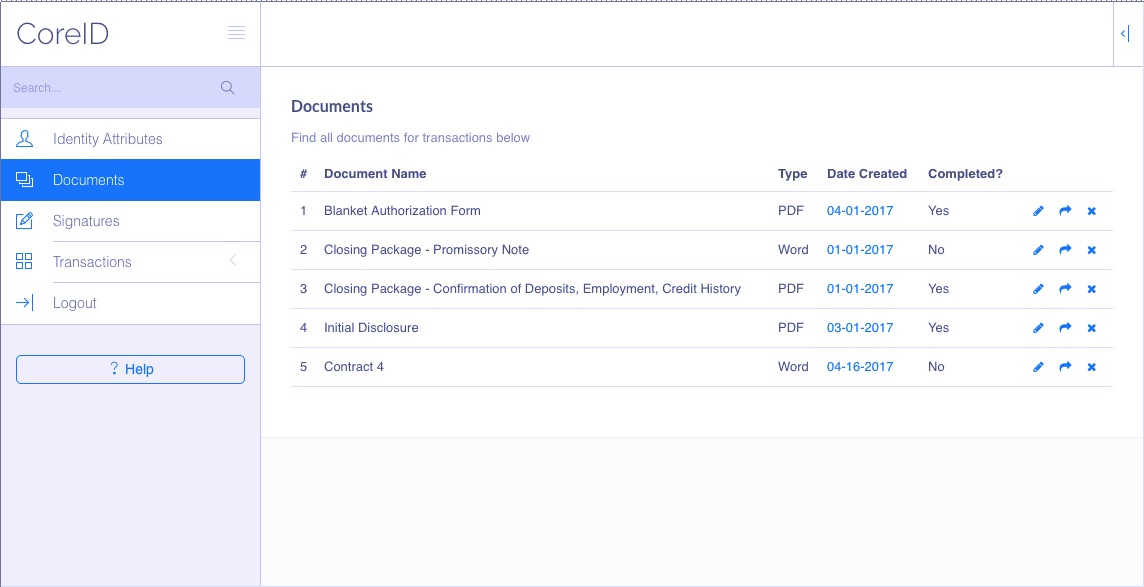 CoreID
Search...
Identity Attributes
Documents
Signatures
Transactions
Logout
? Help
Documents
Find all documents for transactions below
# Document Name Type Date Created Completed?
1 Blanket Authorization Form PDF 04-01-2017 Yes
2 Closing Package - Promissory Note Word 01-01-2017 No
3 Closing Package - Confirmation of Deposits, Employment, Credit History PDF 01-01-2017 Yes
4 Initial Disclosure PDF 03-01-2017 Yes
5 Contract 4 Word 04-16-2017 No